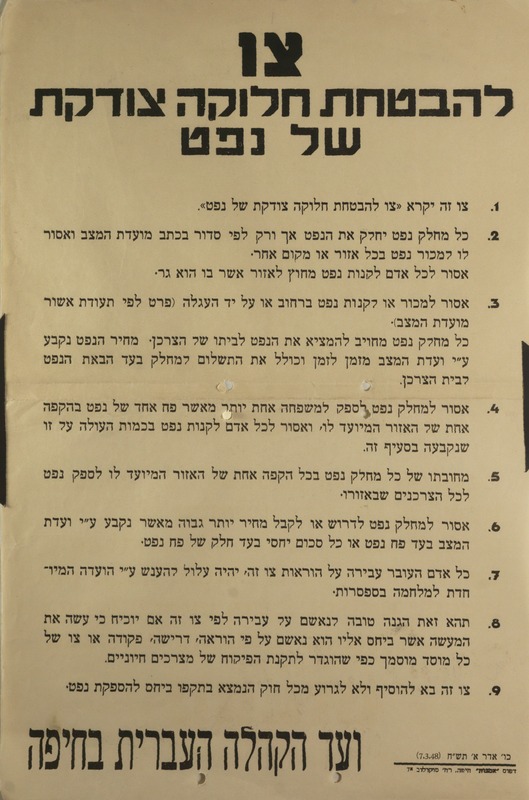 צו
להבטחת חלוקה צודקת
של נפט
1. צו זה יקרא «צו להבטחת חלוקה צודקת של נפט».
2. כל מחלק נפט יחלק את הנפט אך ורק לפי סדור בכתב מועדת המצב ואסור
לו למכור נפט בכל אזור או מקום אחר.
אסור לכל אדם לקנות נפט מחוץ לאזור אשר בו הוא גר.
3. אסור למכור או לקנות נפט ברחוב או על יד העגלה (פרט לפי תעודת אשור
מועדת המצב).
כל מחלק נפט מחויב להמציא את הנפט לביתו של הצרכן. מחיר הנפט נקבע
ע״י ועדת המצב מזמן לזמן וכולל את התשלום למחלק בעד הבאת הנפט
לבית הצרכן.
4. אסור למחלק נפט לספק למשפחה אחת יותר מאשר פח אחד של נפט בהקפה
אחת של האזור המיועד לו, ואסור לכל אדם לקנות נפט בכמות העולה על זו
שנקבעה בסעיף זה.
5. מחובתו של כל מחלק נפט בכל הקפה אחת של האזור המיועד לו לספק נפט
לכל הצרכנים שבאזורו.
6. אסור למחלק נפט לדרוש או לקבל מחיר יותר גבוה מאשר נקבע ע״י ועדת
המצב בעד פח נפט או כל סכום יחסי בעד חלק של פח נפט.
7. כל אדם העובר עבירה על הוראות צו זה, יהיה עלול להענש ע״י הועדה המיו־
חדת למלחמה בספסרות.
8. תהא זאת הגנה טובה לנאשם על עבירה לפי צו זה אם יוכיח כי עשה את
המעשה אשר ביחס אליו הוא נאשם על פי הוראה, דרישה, פקודה או צו של
כל מוסד מוסמך כפי שהוגדר לתקנת הפיקוח של מצרכים חיוניים.
9. צו זה בא להוסיף ולא לגרוע מכל חוק הנמצא בתקפו ביחס להספקת נפט.
ועד הקהלה העברית בחיפה
כו׳ אדר א׳ תש״ח (7.3.48)
דפוס חיפה, רח׳